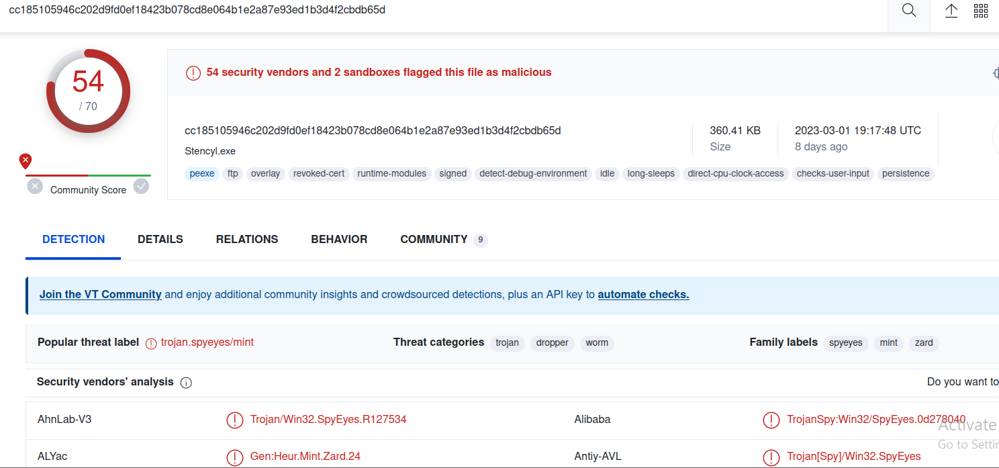 cc185105946c202d9fd0ef18423b078cd8e064b1e2a87e93ed1b3d4f2cbdb65d
54
/ 70
54 security vendors and 2 sandboxes flagged this file as malicious
cc185105946c202d9fd0ef18423b078cd8e064b1e2a87e93ed1b3d4f2cbdb65d
360.41 KB
2023-03-01 19:17:48 UTC
Stencyl.exe
Size
8 days ago
peexe ftp overlay revoked-cert runtime-modules signed detect-debug-environment idle long-sleeps direct-cpu-clock-access checks-user-input persistence
Community Score
DETECTION DETAILS RELATIONS BEHAVIOR COMMUNITY 9
Join the VT Community and enjoy additional community insights and crowdsourced detections, plus an API key to automate checks.
Popular threat label trojan.spyeyes/mint Threat categories trojan dropper worm Family labels spyeyes mint zard
Security vendors' analysis Do you want to
AhnLab-V3 Trojan/Win32.SpyEyes.R127534 Alibaba TrojanSpy:Win32/SpyEyes.0d278040
Activate
Go to Settin
ALYac Gen:Heur.Mint.Zard.24 Antiy-AVL Trojan[Spy]/Win32.SpyEyes